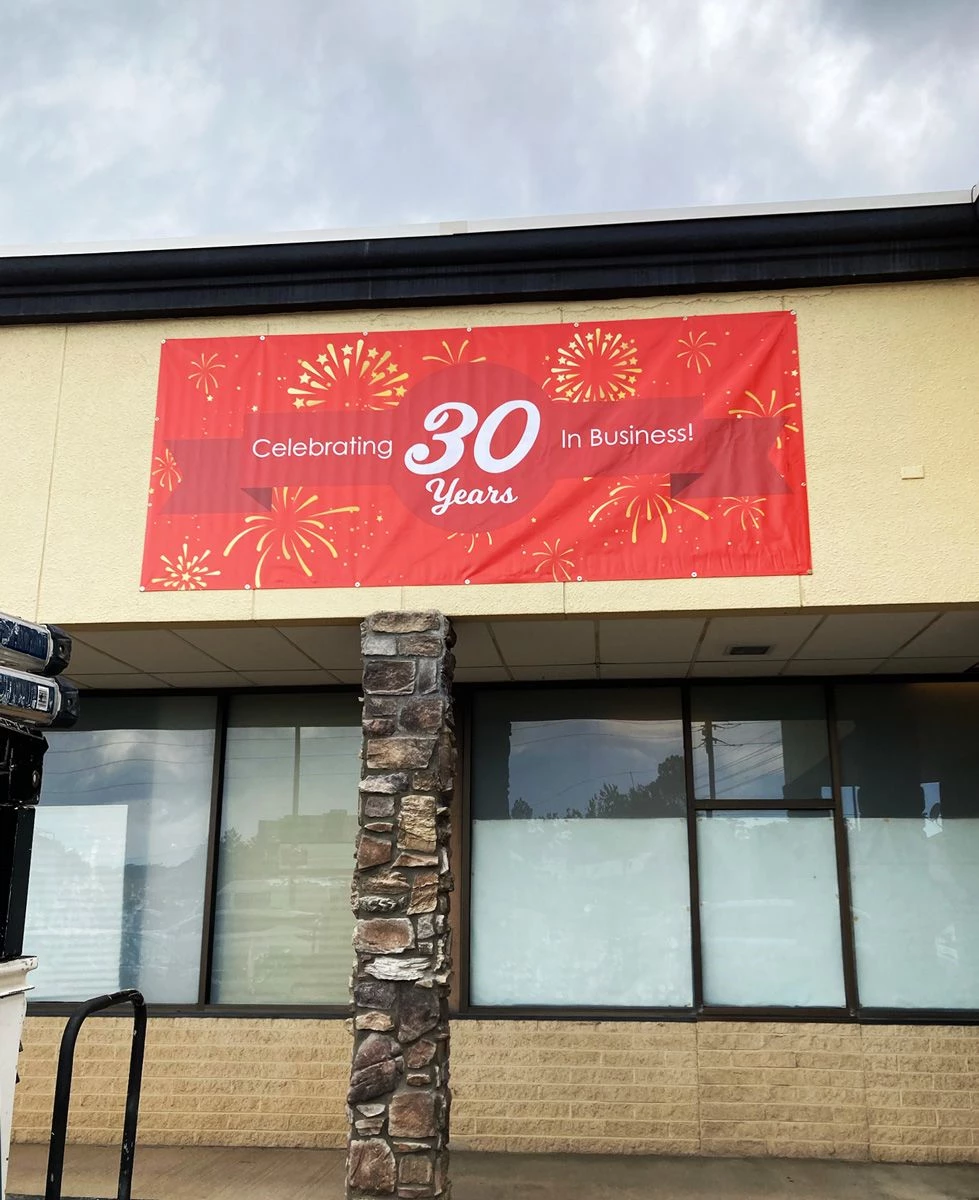 Celebrating 30 In Business!
Years